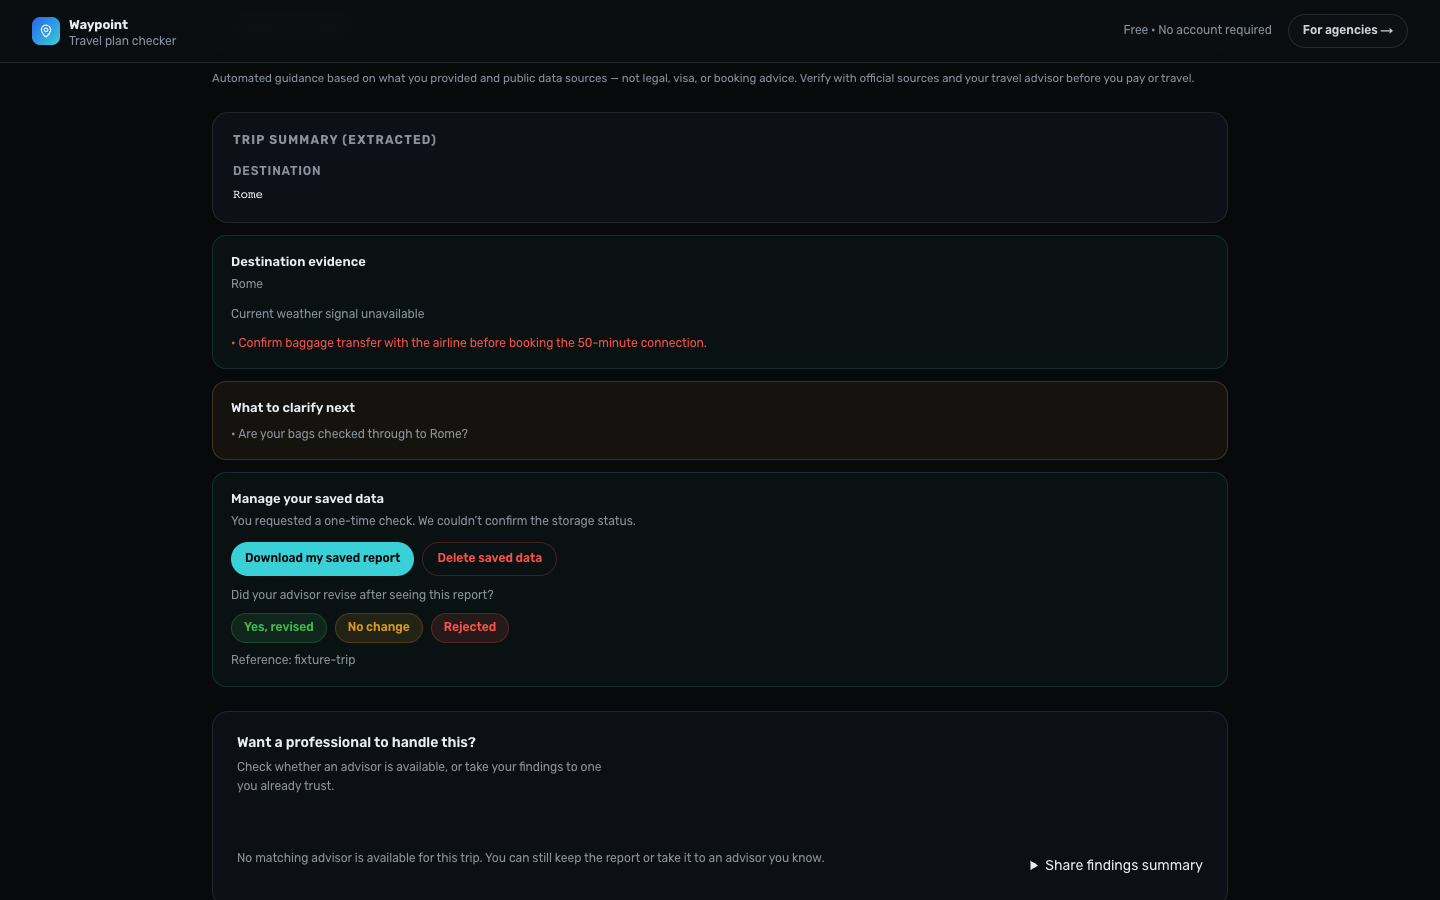 Waypoint
Travel plan checker
Free • No account required
For agencies →
Automated guidance based on what you provided and public data sources — not legal, visa, or booking advice. Verify with official sources and your travel advisor before you pay or travel.
TRIP SUMMARY (EXTRACTED)
DESTINATION
Rome
Destination evidence
Rome
Current weather signal unavailable
• Confirm baggage transfer with the airline before booking the 50-minute connection.
What to clarify next
• Are your bags checked through to Rome?
Manage your saved data
You requested a one-time check. We couldn’t confirm the storage status.
Download my saved report
Delete saved data
Did your advisor revise after seeing this report?
Yes, revised
No change
Rejected
Reference: fixture-trip
Want a professional to handle this?
Check whether an advisor is available, or take your findings to one
you already trust.
No matching advisor is available for this trip. You can still keep the report or take it to an advisor you know.
▶ Share findings summary